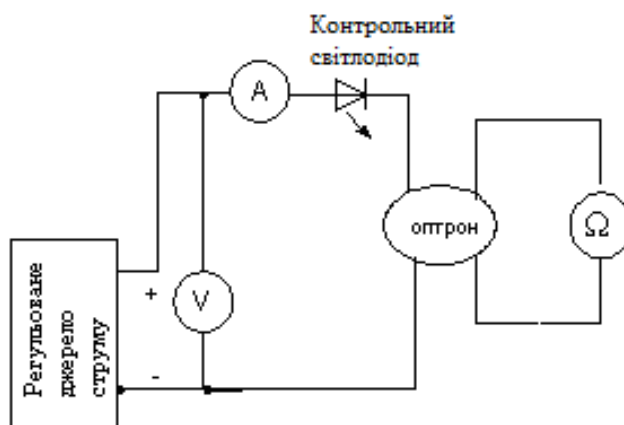 Контрольний
світлодіод
A
оптрон
Ω
+
V
-
Регульоване
джерело
струму